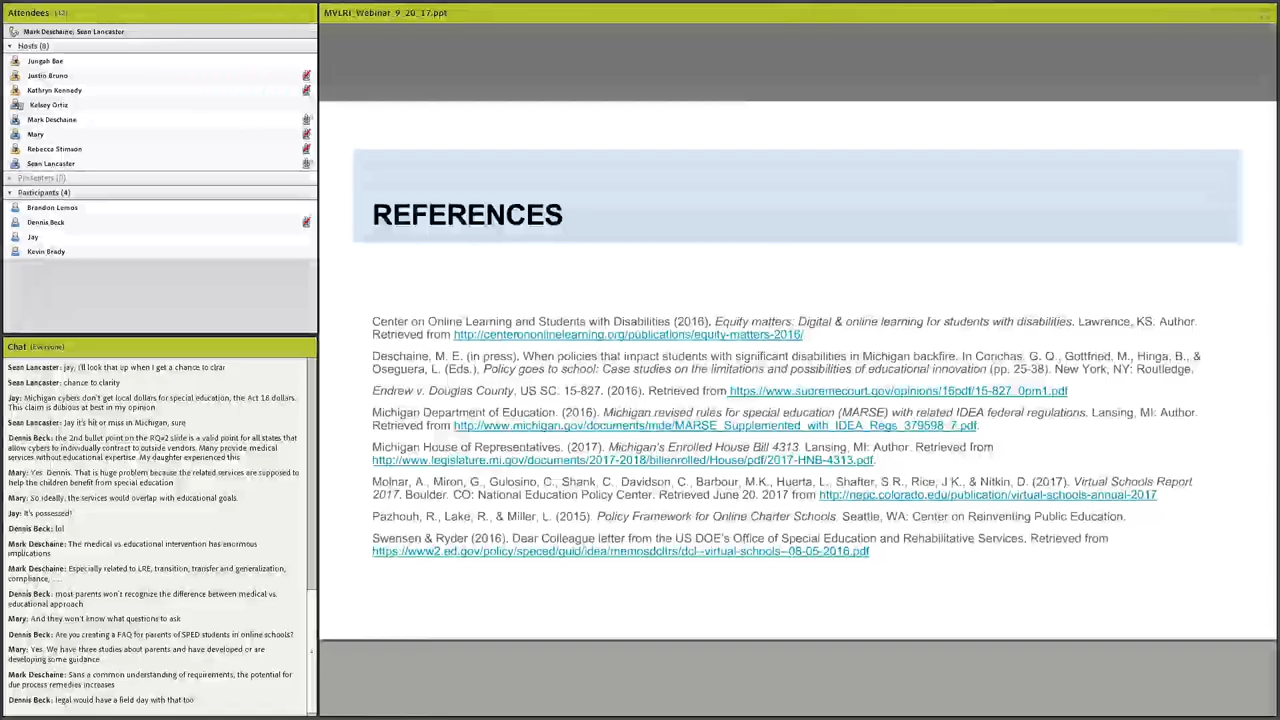 Attendees (12)
Mark Deschaine, Sean Lancaster
Hosts (8)
Jungah Bae
Justin Bruno
Kathryn Kennedy
Kelsey Ortiz
Mark Deschaine
Mary
Rebecca Stimson
Sean Lancaster
Presenters (0)
Participants (4)
Brandon Lemos
Dennis Beck
Jay
Kevin Brady
Chat (Everyone)
Sean Lancaster: jay, i'll look that up when I get a chance to clar
Sean Lancaster: chance to clarity
Jay: Michigan cybers don't get local dollars for special education, the Act 18 dollars.
This claim is dubious at best in my opinion
Sean Lancaster: Jay it's hit or miss in Michigan, sure
Dennis Beck: the 2nd bullet point on the RQ#2 slide is a valid point for all states that
allow cybers to individually contract to outside vendors. Many provide medical
services without educational expertise. My daughter experienced this
Mary: Yes. Dennis. That is huge problem because the related services are supposed to
help the children benefit from special education
Mary: So ideally, the services would overlap with educational goals.
Jay: It's possessed!
Dennis Beck: lol
Mark Deschaine: The medical vs educational intervention has enormous
implications
Mark Deschaine: Especially related to LRE, transition, transfer and generalization,
compliance, ....
Dennis Beck: most parents won't recognize the difference between medical vs.
educational approach
Mary: And they won't know what questions to ask
Dennis Beck: Are you creating a FAQ for parents of SPED students in online schools?
Mary: Yes. We have three studies about parents and have developed or are
developing some guidance
Mark Deschaine: Sans a common understanding of requirements, the potential for
due process remedies increases
Dennis Beck: legal would have a field day with that too
MVLRI_Webinar_9_20_17.ppt
REFERENCES
Center on Online Learning and Students with Disabilities (2016). Equity matters: Digital & online learning for students with disabilities. Lawrence, KS. Author.
Retrieved from http://centerononlinelearning.org/publications/equity-matters-2016/
Deschaine, M. E. (in press). When policies that impact students with significant disabilities in Michigan backfire. In Conchas, G. Q., Gottfried, M., Hinga, B., &
Oseguera, L. (Eds.), Policy goes to school: Case studies on the limitations and possibilities of educational innovation (pp. 25-38). New York, NY: Routledge.
Endrew v. Douglas County. US SC. 15-827. (2016). Retrieved from https://www.supremecourt.gov/opinions/16pdf/15-827_0pm1.pdf
Michigan Department of Education. (2016). Michigan revised rules for special education (MARSE) with related IDEA federal regulations. Lansing, MI: Author.
Retrieved from http://www.michigan.gov/documents/mde/MARSE_Supplemented_with_IDEA_Regs_379598_7.pdf.
Michigan House of Representatives. (2017). Michigan's Enrolled House Bill 4313. Lansing, MI: Author. Retrieved from
http://www.legislature.mi.gov/documents/2017-2018/billenrolled/House/pdf/2017-HNB-4313.pdf.
Molnar, A., Miron, G., Gulosino, C., Shank, C., Davidson, C., Barbour, M.K., Huerta, L., Shafter, S.R., Rice, J.K., & Nitkin, D. (2017). Virtual Schools Report
2017. Boulder. CO: National Education Policy Center. Retrieved June 20. 2017 from http://nepc.colorado.edu/publication/virtual-schools-annual-2017
Pazhouh, R., Lake, R., & Miller, L. (2015). Policy Framework for Online Charter Schools. Seattle, WA: Center on Reinventing Public Education.
Swensen & Ryder (2016). Dear Colleague letter from the US DOE's Office of Special Education and Rehabilitative Services. Retrieved from
https://www2.ed.gov/policy/speced/guid/idea/memosdcltrs/dcl--virtual-schools--08-05-2016.pdf